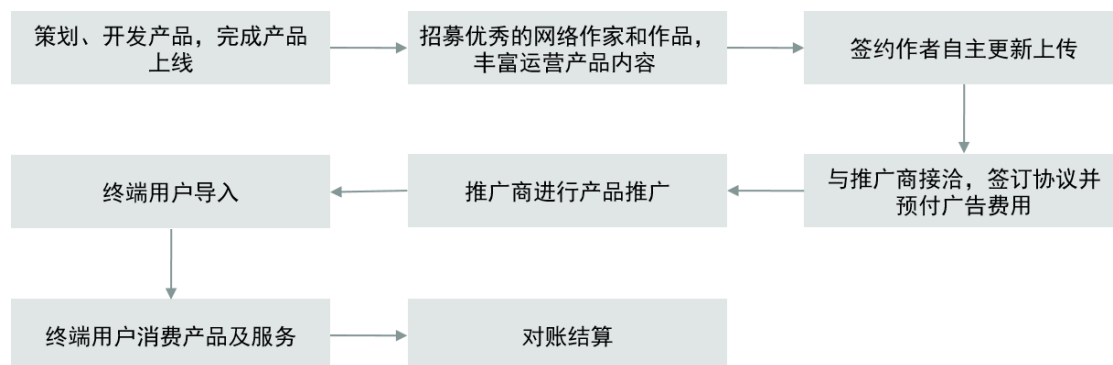 策划、开发产品，完成产品
上线
招募优秀的网络作家和作品，
丰富运营产品内容
签约作者自主更新上传
与推广商接洽，签订协议并
预付广告费用
推广商进行产品推广
终端用户导入
终端用户消费产品及服务
对账结算